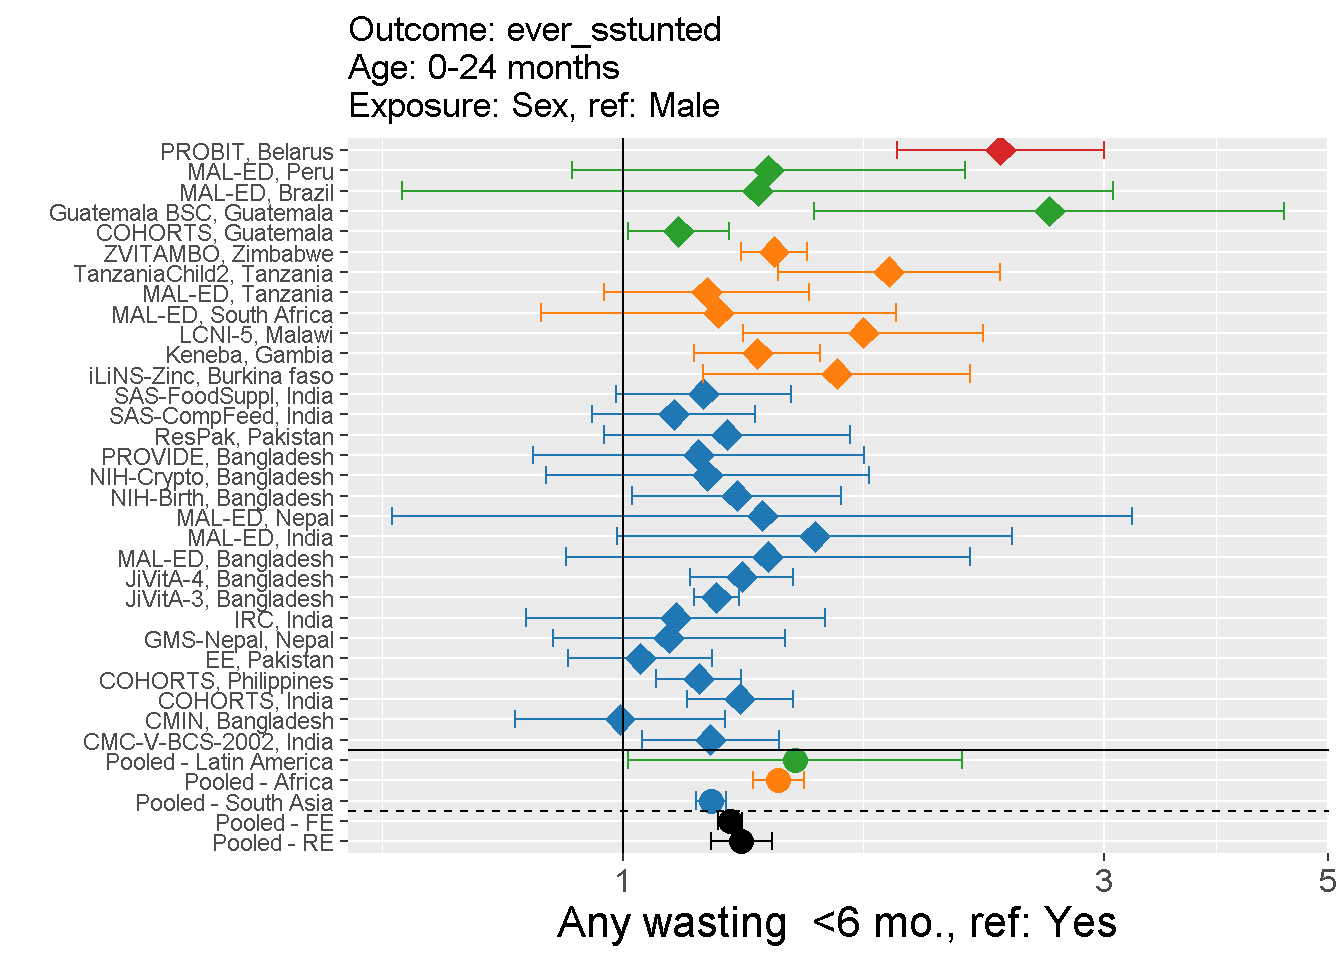 Outcome: ever_sstunted
Age: 0-24 months
Exposure: Sex, ref: Male
PROBIT, Belarus
MAL-ED, Peru
MAL-ED, Brazil
Guatemala BSC, Guatemala
COHORTS, Guatemala
ZVITAMBO, Zimbabwe
TanzaniaChild2, Tanzania
MAL-ED, Tanzania
MAL-ED, South Africa
LCNI-5, Malawi
Keneba, Gambia
iLiNS-Zinc, Burkina faso
SAS-FoodSuppl, India
SAS-CompFeed, India
ResPak, Pakistan
PROVIDE, Bangladesh
NIH-Crypto, Bangladesh
NIH-Birth, Bangladesh
MAL-ED, Nepal
MAL-ED, India
MAL-ED, Bangladesh
JiVitA-4, Bangladesh
JiVitA-3, Bangladesh
IRC, India
GMS-Nepal, Nepal
EE, Pakistan
COHORTS, Philippines
COHORTS, India
CMIN, Bangladesh
CMC-V-BCS-2002, India
Pooled - Latin America
Pooled - Africa
Pooled - South Asia
Pooled - FE
Pooled - RE
1 3 5
Any wasting  <6 mo., ref: Yes